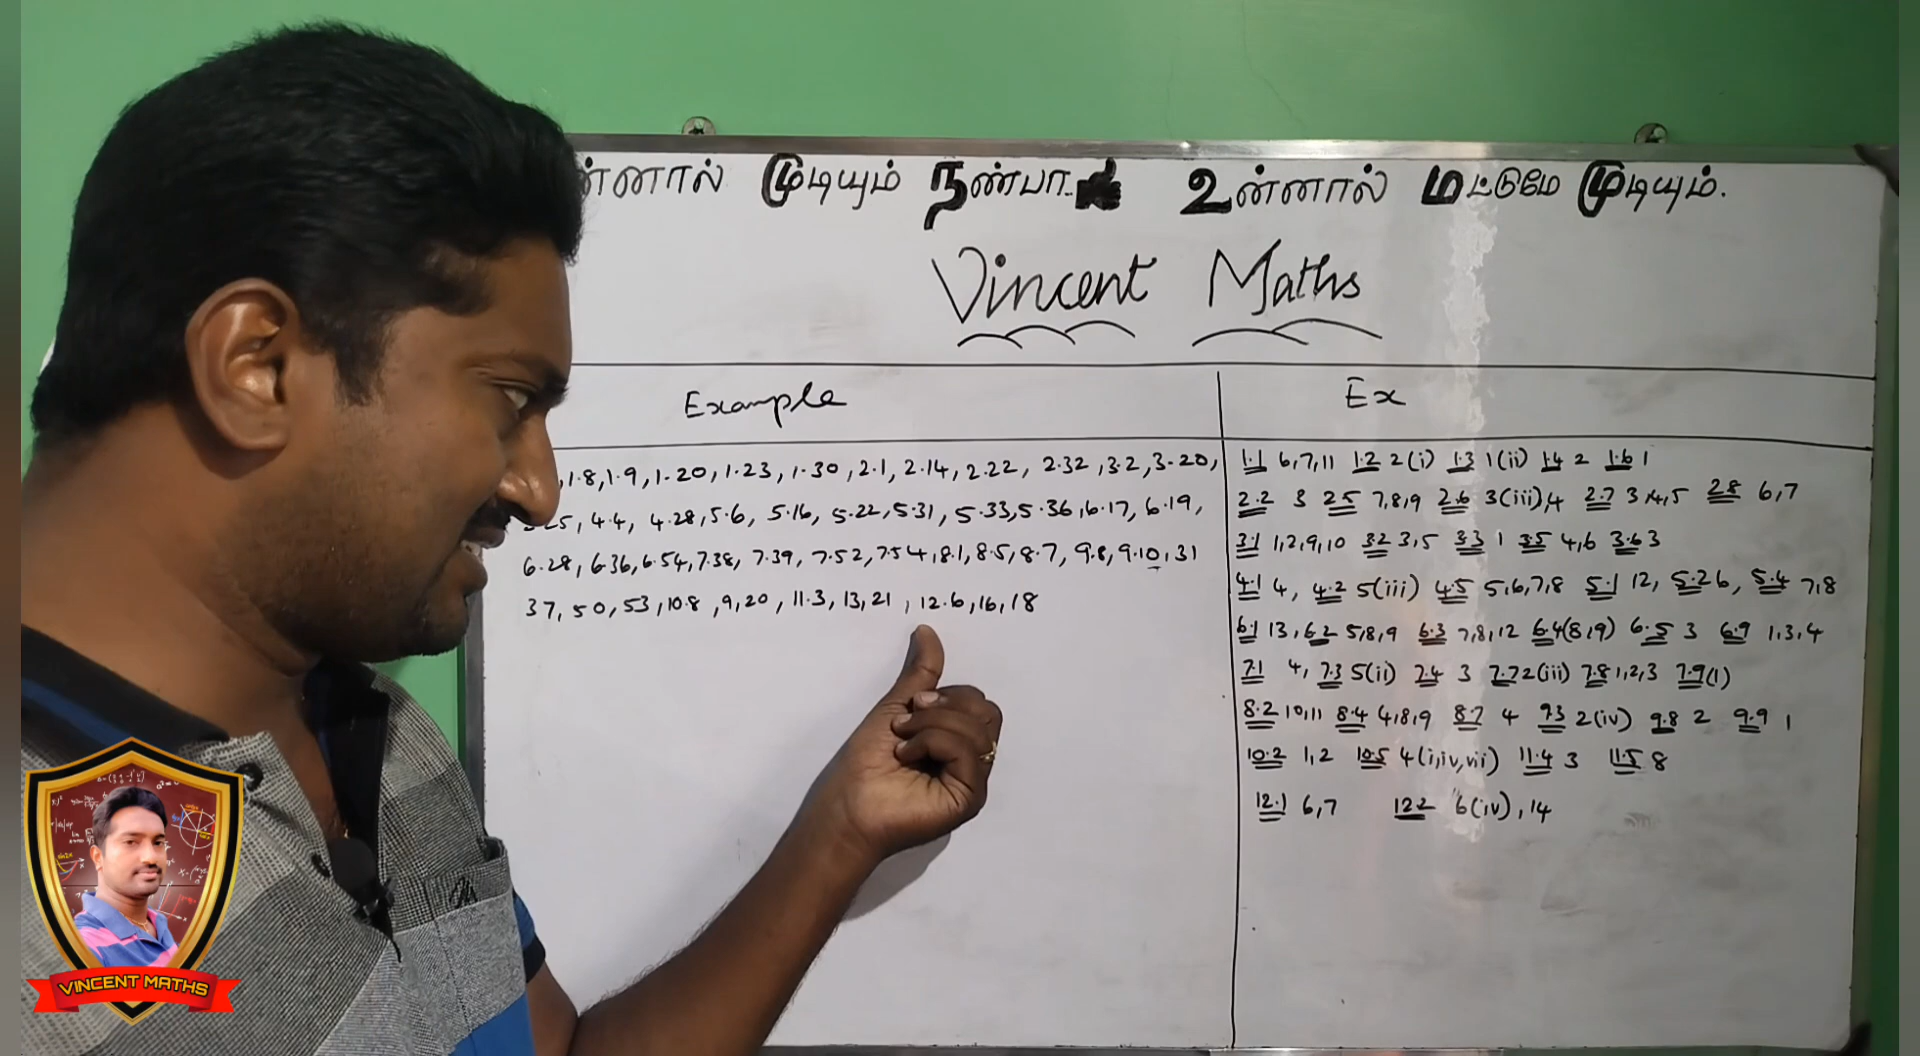 ன்னால் முடியும் நண்பா.. உன்னால் மட்டுமே முடியும்.
Vincent Maths
Example Ex
,1.8,1.9,1.20,1.23,1.30,2.1,2.14,2.22,2.32,3.2,3.20,
4.4,4.28,5.6,5.16,5.22,5.31,5.33,5.36,6.17,6.19,
6.28,6.36,6.54,7.38,7.39,7.52,7.54,8.1,8.5,8.7,9.8,9.10,31
37,50,53,10.8,9,20,11.3,13,21,12.6,16,18
1.1 6,7,11 1.2 2(i) 1.3 1(ii) 1.4 2 1.6 1
2.2 3 2.5 7,8,9 2.6 3(iii),4 2.7 3,4,5 2.8 6,7
3.1 1,2,9,10 3.2 3,5 3.3 1 3.5 4,6 3.6 3
4.1 4, 4.2 5(iii) 4.5 5,6,7,8 5.1 12, 5.2 6, 5.4 7,8
6.1 13, 6.2 5,8,9 6.3 7,8,12 6.4(8,9) 6.5 3 6.9 1,3,4
7.1 4, 7.3 5(ii) 7.4 3 7.7 2(iii) 7.8 1,2,3 7.9(1)
8.2 10,11 8.4 4,8,9 8.7 4 9.3 2(iv) 9.8 2 9.9 1
10.2 1,2 10.5 4(i,iv,vii) 11.4 3 11.5 8
12.1 6,7 12.2 6(iv),14
VINCENT MATHS